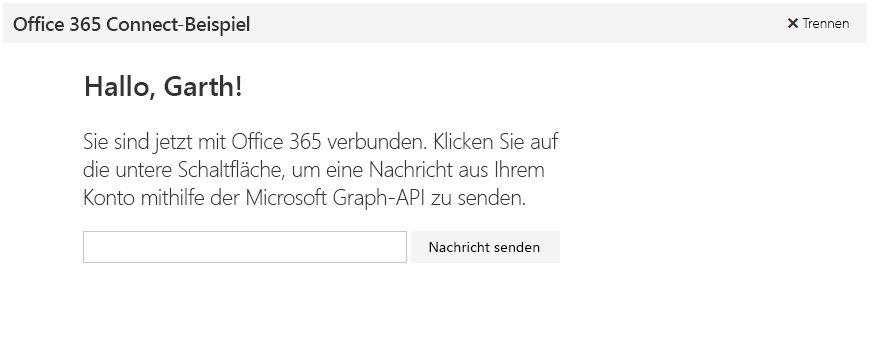 Office 365 Connect-Beispiel
Trennen
Hallo, Garth!
Sie sind jetzt mit Office 365 verbunden. Klicken Sie auf
die untere Schaltfläche, um eine Nachricht aus Ihrem
Konto mithilfe der Microsoft Graph-API zu senden.
Nachricht senden